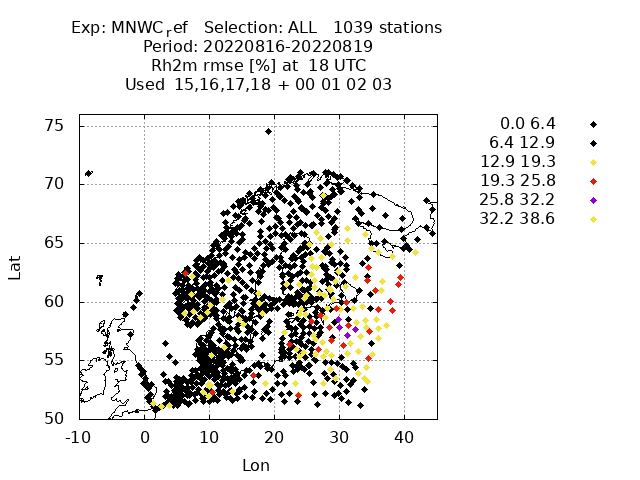 Exp: MNWC_ref   Selection: ALL   1039 stations
Period: 20220816-20220819
Rh2m rmse [%] at  18 UTC
Used  15,16,17,18 + 00 01 02 03
0.0 6.4
6.4 12.9
12.9 19.3
19.3 25.8
25.8 32.2
32.2 38.6
75
70
65
60
55
50
Lat
-10 0 10 20 30 40
Lon